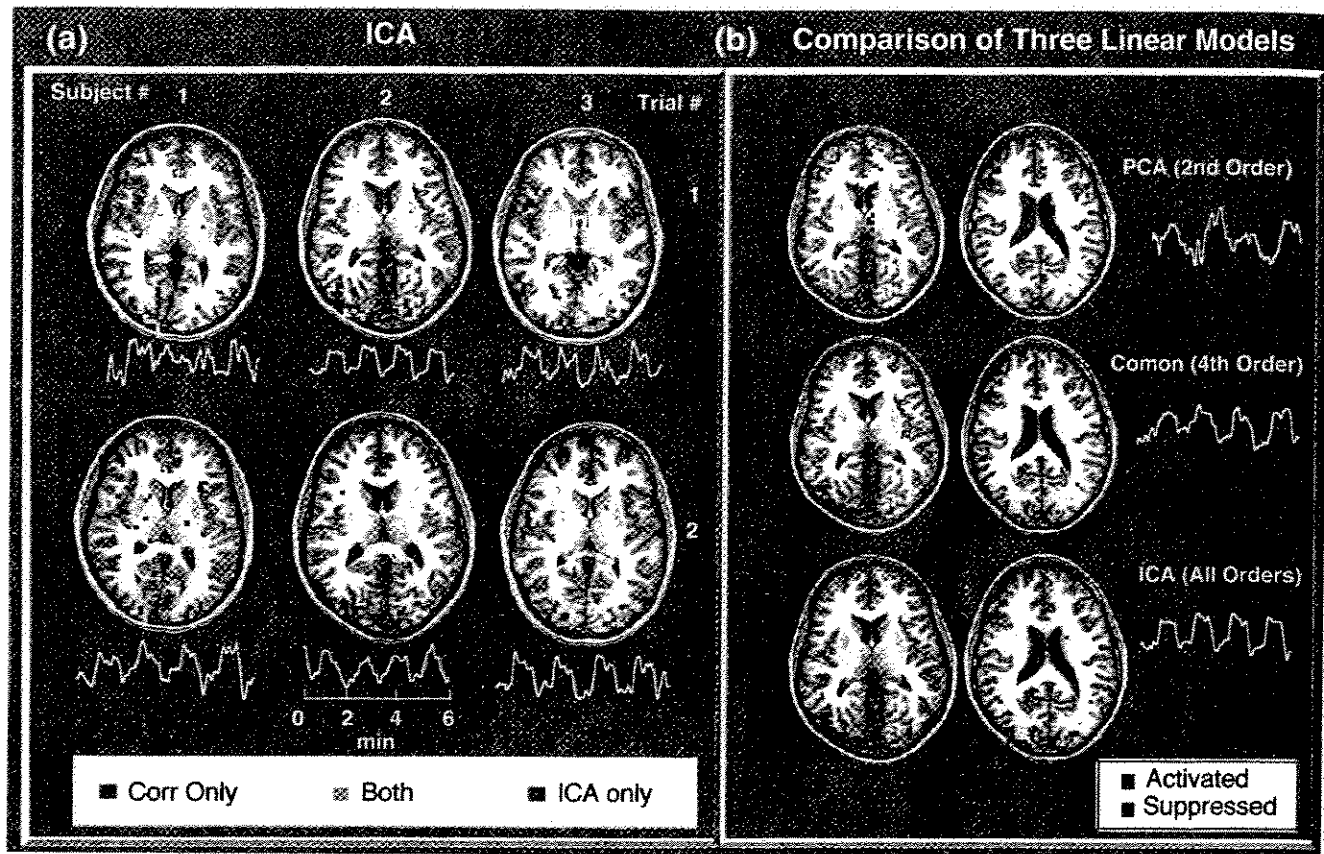 (a) ICA
Subject # 1 2 3 Trial #
1
2
0 2 4 6
min
Corr Only Both ICA only
(b) Comparison of Three Linear Models
PCA (2nd Order)
Comon (4th Order)
ICA (All Orders)
Activated
Suppressed